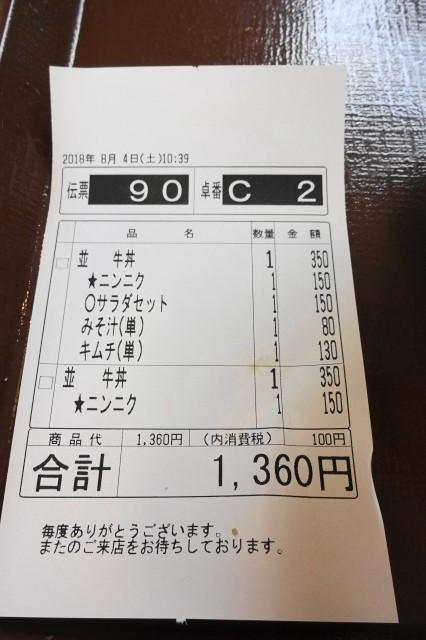 2018年 8月 4日(土)10:39
伝票 90 卓番 C 2
品 名 数量 金 額
並 牛丼 1 350
★ニンニク 1 150
○サラダセット 1 150
みそ汁(単) 1 80
キムチ(単) 1 130
並 牛丼 1 350
★ニンニク 1 150
商品代 1,360円 (内消費税) 100円
合計 1,360円
毎度ありがとうございます。
またのご来店をお待ちしております。